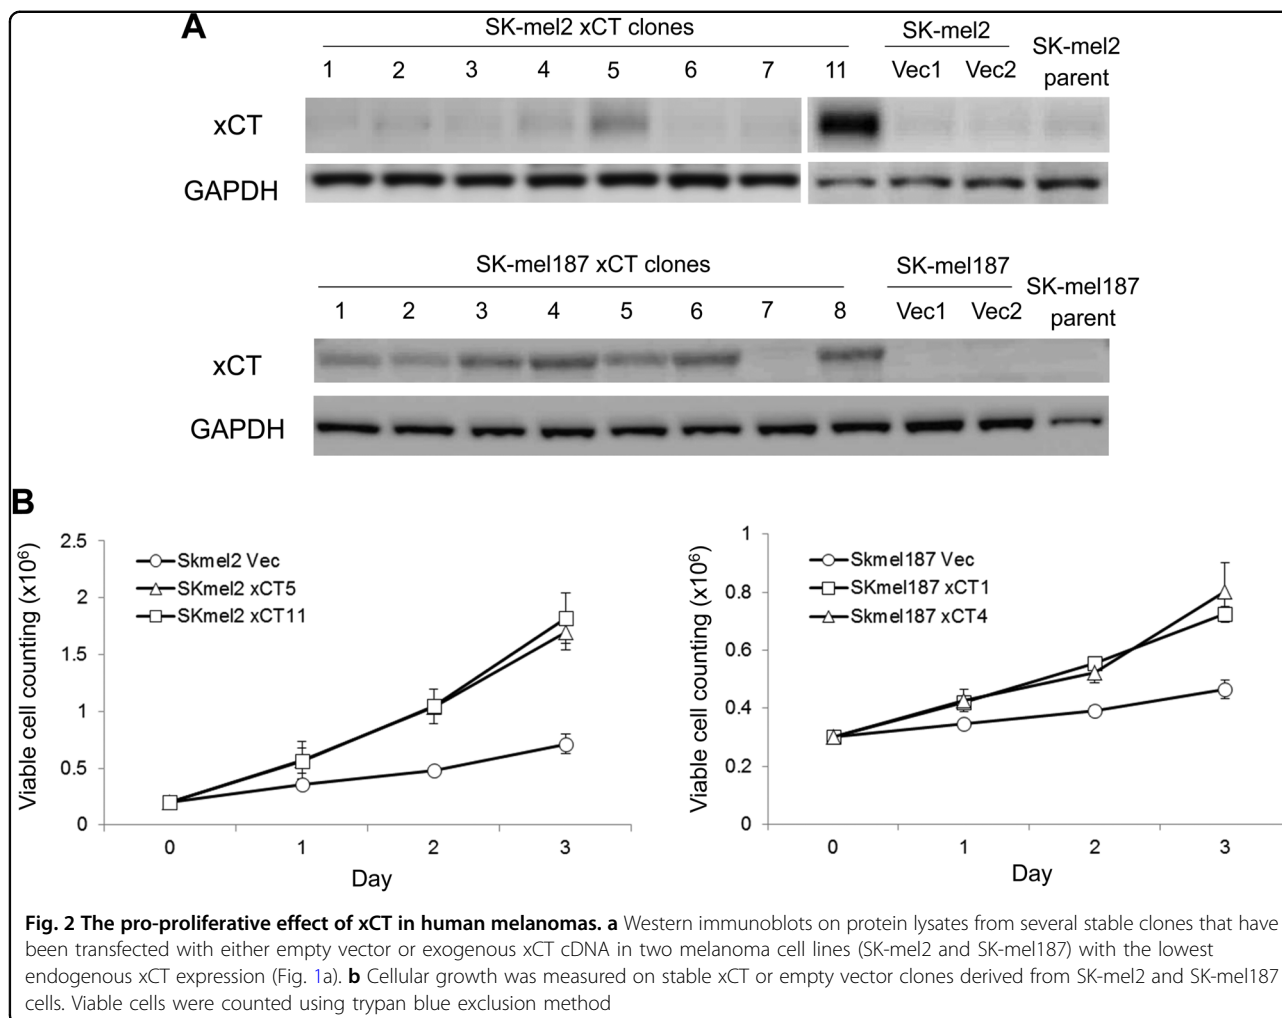 A
SK-mel2 xCT clones
SK-mel2
SK-mel2 parent
1 2 3 4 5 6 7 11 Vec1 Vec2
xCT
GAPDH
SK-mel187 xCT clones
SK-mel187
SK-mel187 parent
1 2 3 4 5 6 7 8 Vec1 Vec2
xCT
GAPDH
B
Viable cell counting (x10⁶)
2.5
2
1.5
1
0.5
0
Skmel2 Vec
SKmel2 xCT5
SKmel2 xCT11
0 1 2 3
Day
Viable cell counting (x10⁶)
1
0.8
0.6
0.4
0.2
0
Skmel187 Vec
SKmel187 xCT1
Skmel187 xCT4
0 1 2 3
Day
Fig. 2 The pro-proliferative effect of xCT in human melanomas. a Western immunoblots on protein lysates from several stable clones that have
been transfected with either empty vector or exogenous xCT cDNA in two melanoma cell lines (SK-mel2 and SK-mel187) with the lowest
endogenous xCT expression (Fig. 1a). b Cellular growth was measured on stable xCT or empty vector clones derived from SK-mel2 and SK-mel187
cells. Viable cells were counted using trypan blue exclusion method